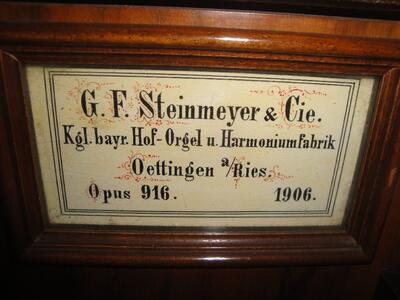 G. F. Steinmeyer & Cie.
Kgl. bayr. Hof-Orgel u. Harmoniumfabrik
Oettingen a/Ries.
Opus 916. 1906.